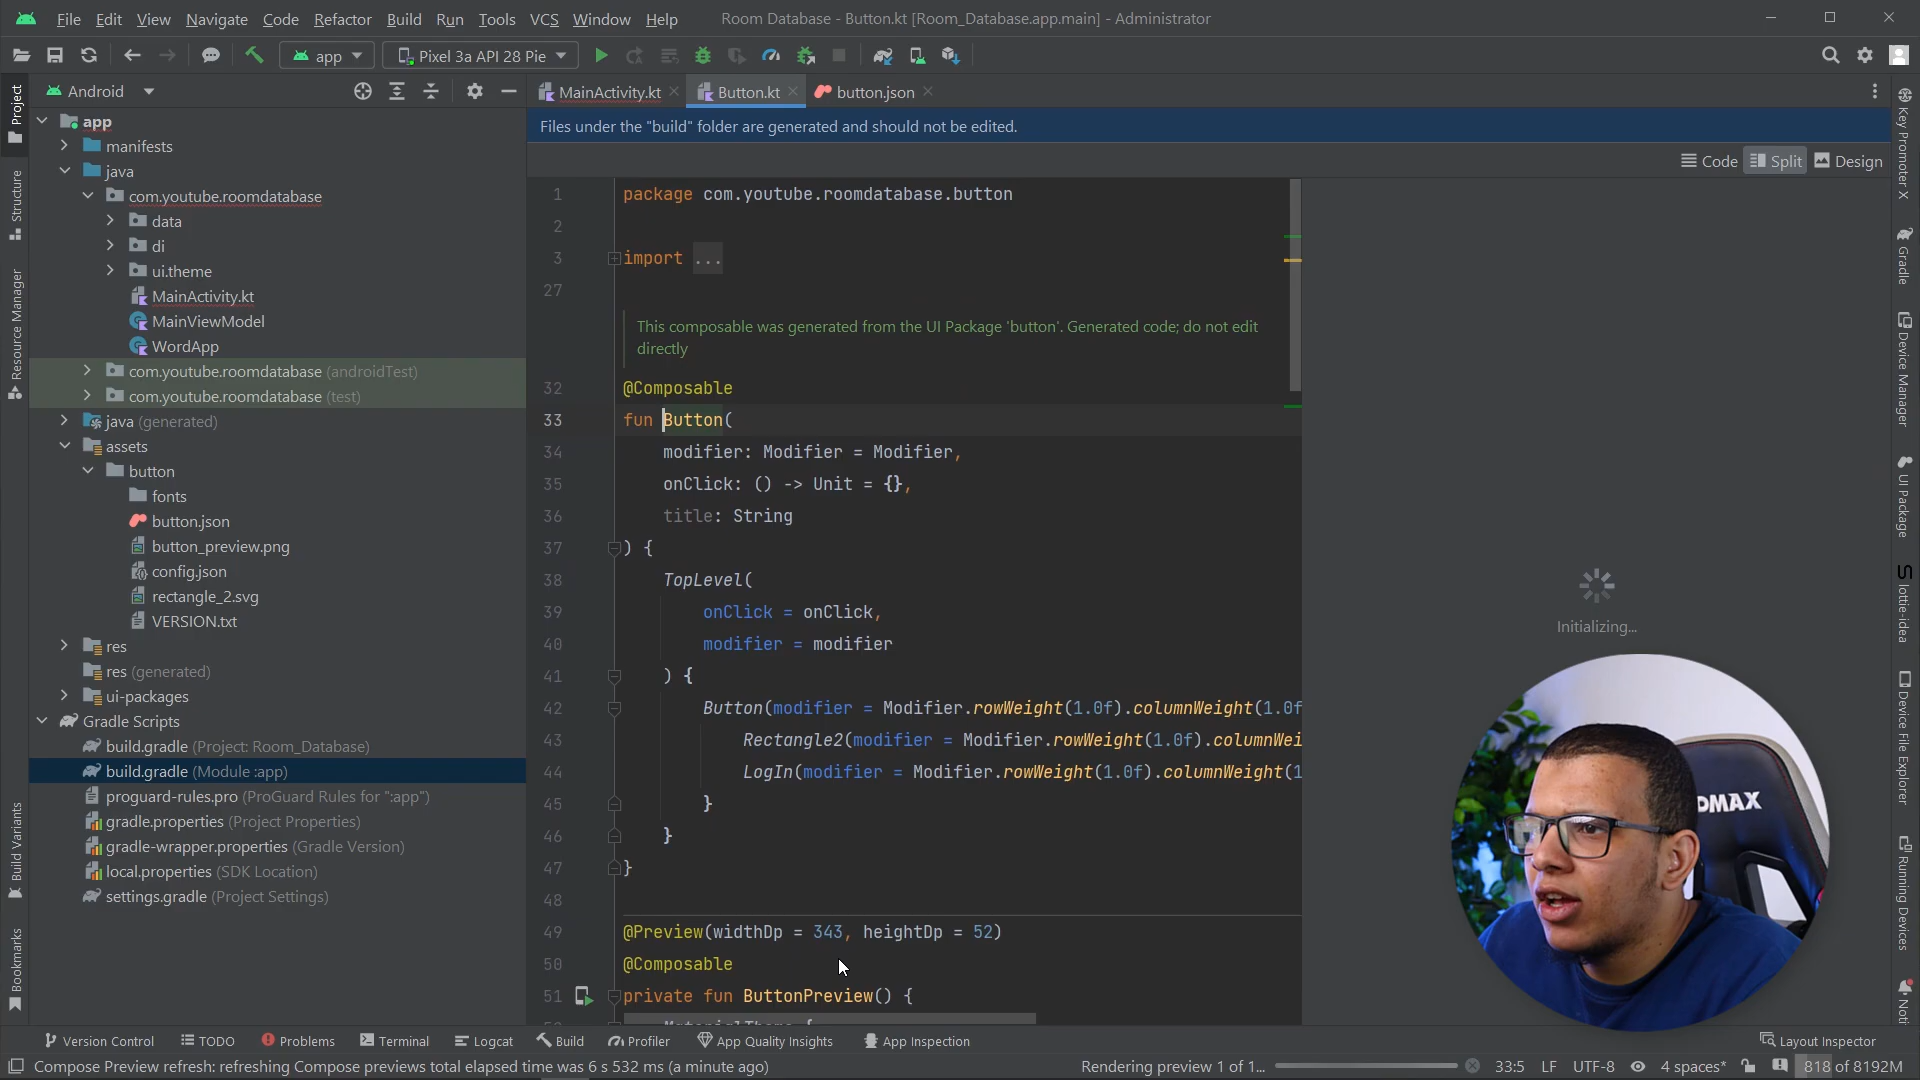 File Edit View Navigate Code Refactor Build Run Tools VCS Window Help Room Database - Button.kt [Room_Database.app.main] - Administrator
app Pixel 3a API 28 Pie
Android MainActivity.kt Button.kt button.json
Files under the "build" folder are generated and should not be edited.
Code Split Design
Project
Structure
Resource Manager
Build Variants
Bookmarks
app
manifests
java
com.youtube.roomdatabase
data
di
ui.theme
MainActivity.kt
MainViewModel
WordApp
com.youtube.roomdatabase (androidTest)
com.youtube.roomdatabase (test)
java (generated)
assets
button
fonts
button.json
button_preview.png
config.json
rectangle_2.svg
VERSION.txt
res
res (generated)
ui-packages
Gradle Scripts
build.gradle (Project: Room_Database)
build.gradle (Module :app)
proguard-rules.pro (ProGuard Rules for ":app")
gradle.properties (Project Properties)
gradle-wrapper.properties (Gradle Version)
local.properties (SDK Location)
settings.gradle (Project Settings)
1 package com.youtube.roomdatabase.button
2
3 import ...
27
This composable was generated from the UI Package 'button'. Generated code; do not edit
directly
32 @Composable
33 fun Button(
34 modifier: Modifier = Modifier,
35 onClick: () -> Unit = {},
36 title: String
37 ) {
38 TopLevel(
39 onClick = onClick,
40 modifier = modifier
41 ) {
42 Button(modifier = Modifier.rowWeight(1.0f).columnWeight(1.0f
43 Rectangle2(modifier = Modifier.rowWeight(1.0f).columnWei
44 LogIn(modifier = Modifier.rowWeight(1.0f).columnWeight(1
45 }
46 }
47 }
48
49 @Preview(widthDp = 343, heightDp = 52)
50 @Composable
51 private fun ButtonPreview() {
Initializing...
Key Promoter X
Gradle
Device Manager
UI Package
lottie-idea
Device File Explorer
Running Devices
Noti
Version Control TODO Problems Terminal Logcat Build Profiler App Quality Insights App Inspection Layout Inspector
Compose Preview refresh: refreshing Compose previews total elapsed time was 6 s 532 ms (a minute ago) Rendering preview 1 of 1... 33:5 LF UTF-8 4 spaces* 818 of 8192M